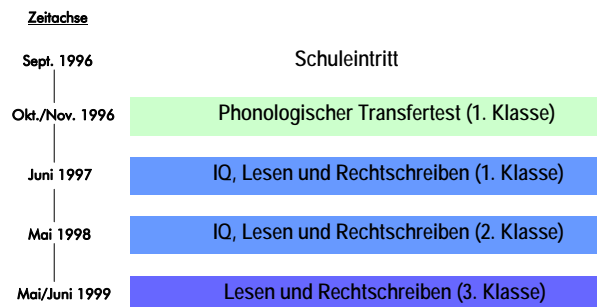 Zeitachse
Sept. 1996 Schuleintritt
Okt./Nov. 1996 Phonologischer Transfertest (1. Klasse)
Juni 1997 IQ, Lesen und Rechtschreiben (1. Klasse)
Mai 1998 IQ, Lesen und Rechtschreiben (2. Klasse)
Mai/Juni 1999 Lesen und Rechtschreiben (3. Klasse)